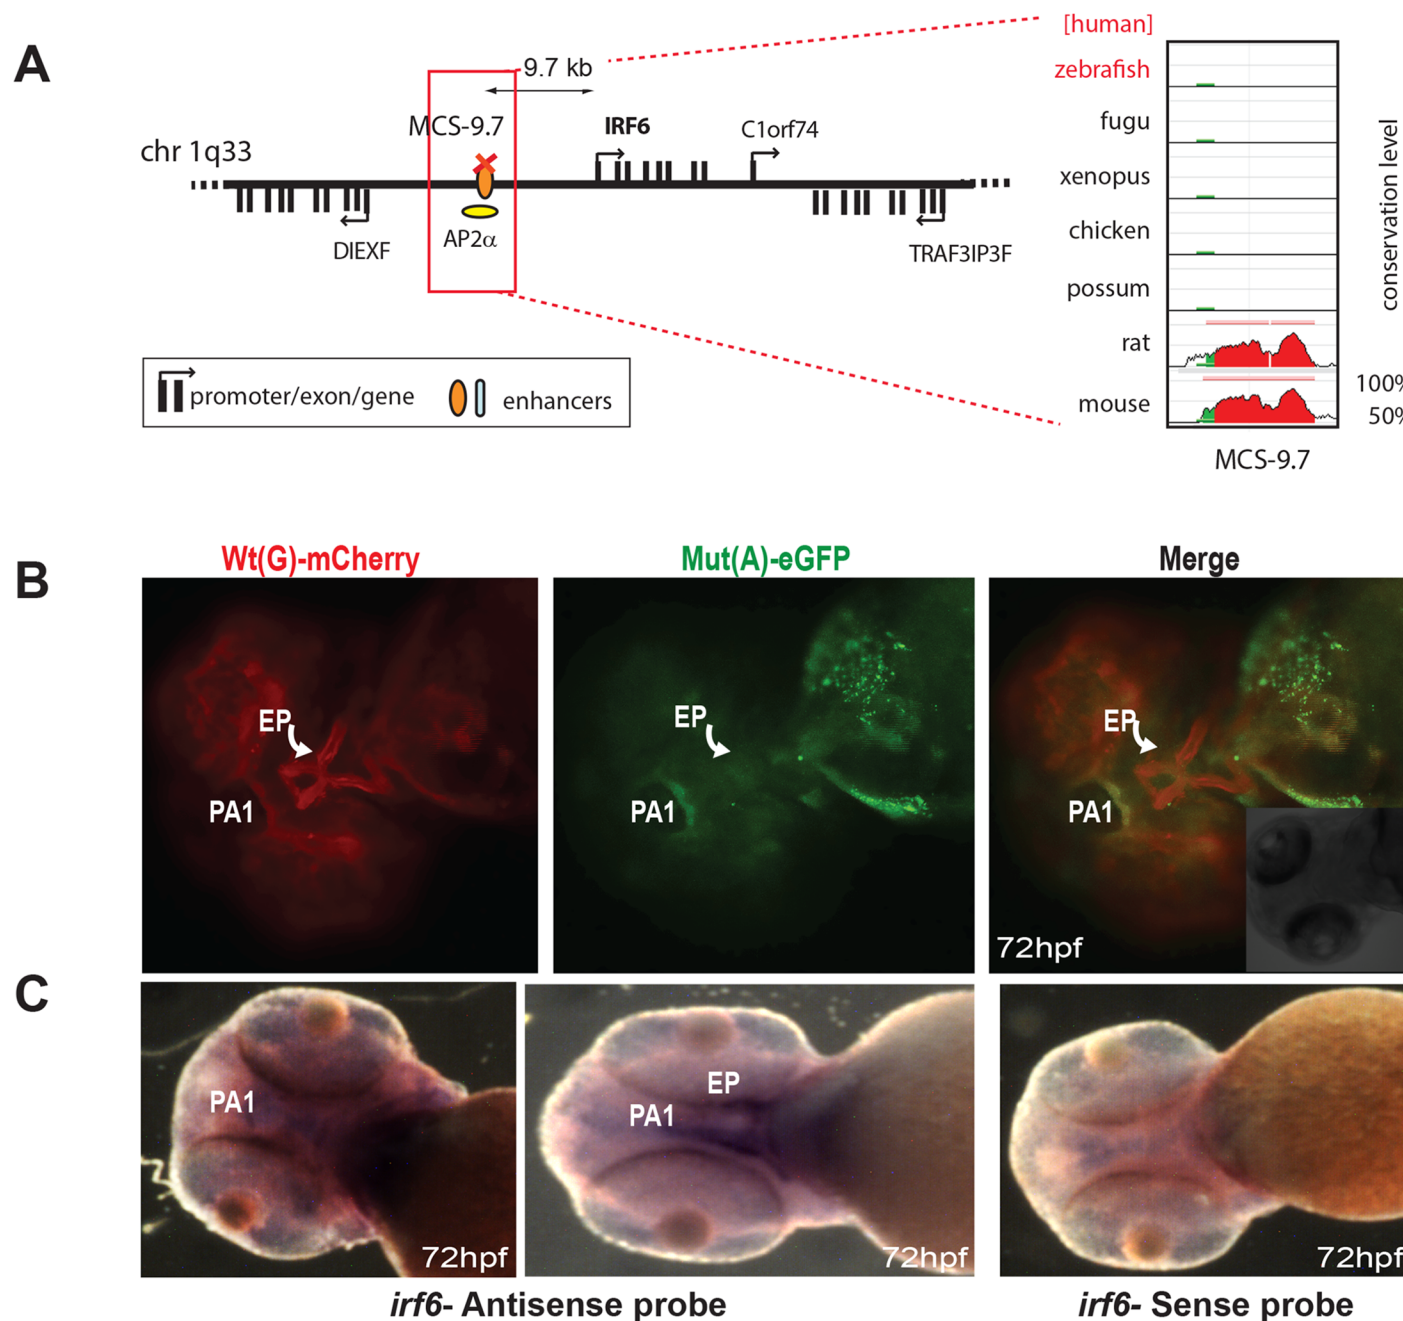 A
9.7 kb
[human]
zebrafish
MCS-9.7
IRF6
C1orf74
fugu
chr 1q33
xenopus
DIEXF
AP2α
TRAF3IP3F
chicken
possum
rat
mouse
conservation level
100%
50%
MCS-9.7
promoter/exon/gene
enhancers
B
Wt(G)-mCherry
Mut(A)-eGFP
Merge
EP
PA1
EP
PA1
EP
PA1
72hpf
C
PA1
72hpf
EP
PA1
72hpf
72hpf
irf6- Antisense probe
irf6- Sense probe